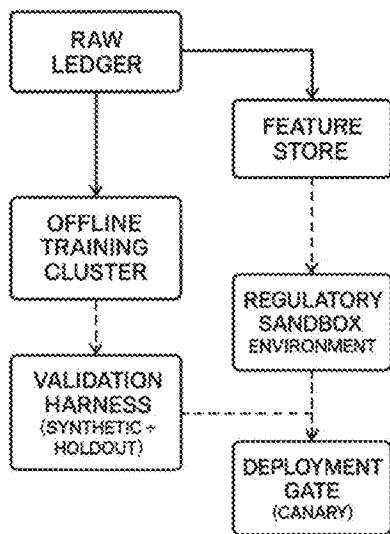 RAW
LEDGER
FEATURE
STORE
OFFLINE
TRAINING
CLUSTER
REGULATORY
SANDBOX
ENVIRONMENT
VALIDATION
HARNESS
(SYNTHETIC +
HOLDOUT)
DEPLOYMENT
GATE
(CANARY)